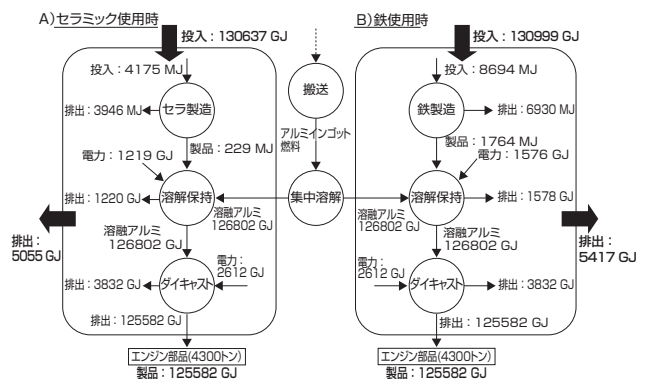 A)セラミック使用時
投入：130637 GJ
投入：4175 MJ
排出：3946 MJ
セラ製造
製品：229 MJ
電力：1219 GJ
排出：1220 GJ
溶解保持
溶融アルミ
126802 GJ
溶融アルミ
126802 GJ
排出：
5055 GJ
電力：
2612 GJ
排出：3832 GJ
ダイキャスト
排出：125582 GJ
エンジン部品(4300トン)
製品：125582 GJ
搬送
アルミインゴット
燃料
集中溶解
B)鉄使用時
投入：130999 GJ
投入：8694 MJ
鉄製造
排出：6930 MJ
製品：1764 MJ
電力：1576 GJ
溶解保持
排出：1578 GJ
溶融アルミ
126802 GJ
溶融アルミ
126802 GJ
排出：
5417 GJ
電力：
2612 GJ
ダイキャスト
排出：3832 GJ
排出：125582 GJ
エンジン部品(4300トン)
製品：125582 GJ